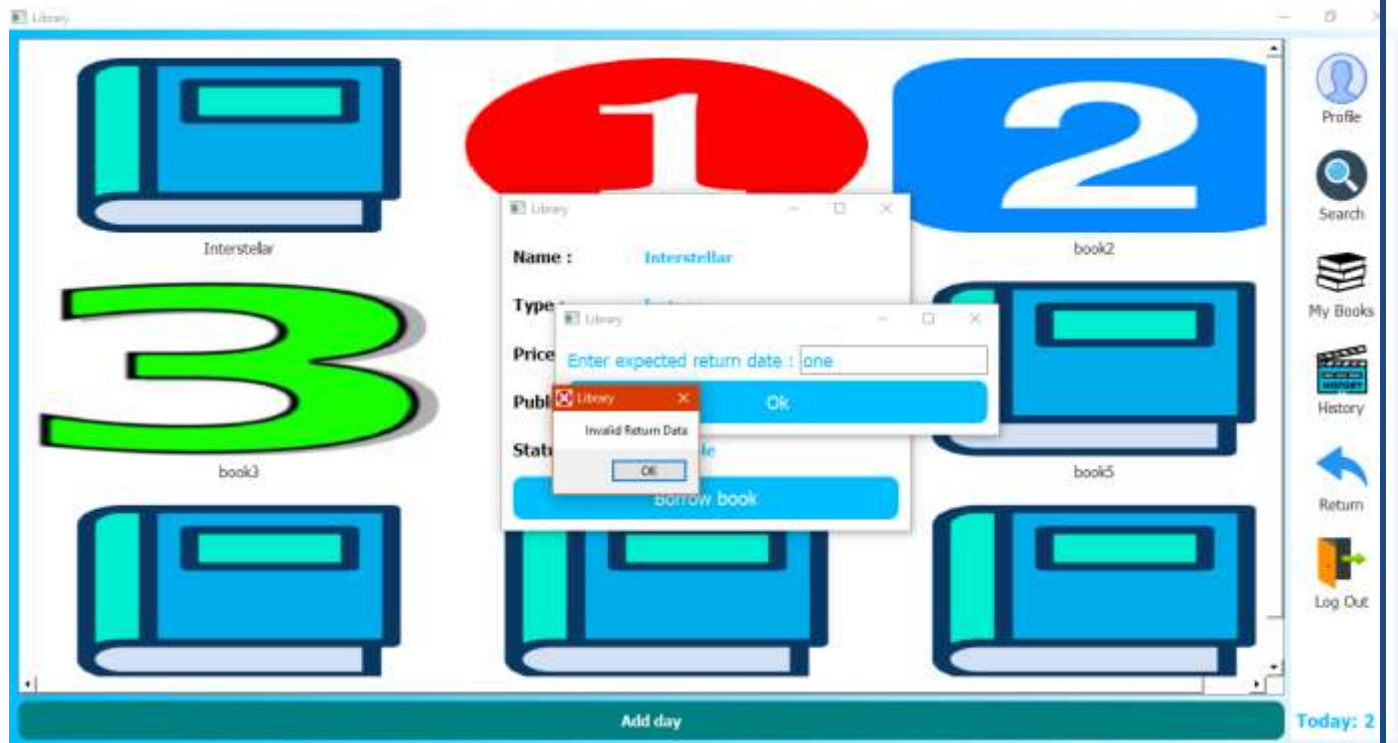 Library
1
2
Interstellar
book2
3
book3
book5
Library
Name :
Interstellar
Type
Price
Publ
Statu
Borrow book
Library
Enter expected return date :
one
Ok
Library
Invalid Return Data
OK
Profile
Search
My Books
HISTORY
History
Return
Log Out
Add day
Today: 2